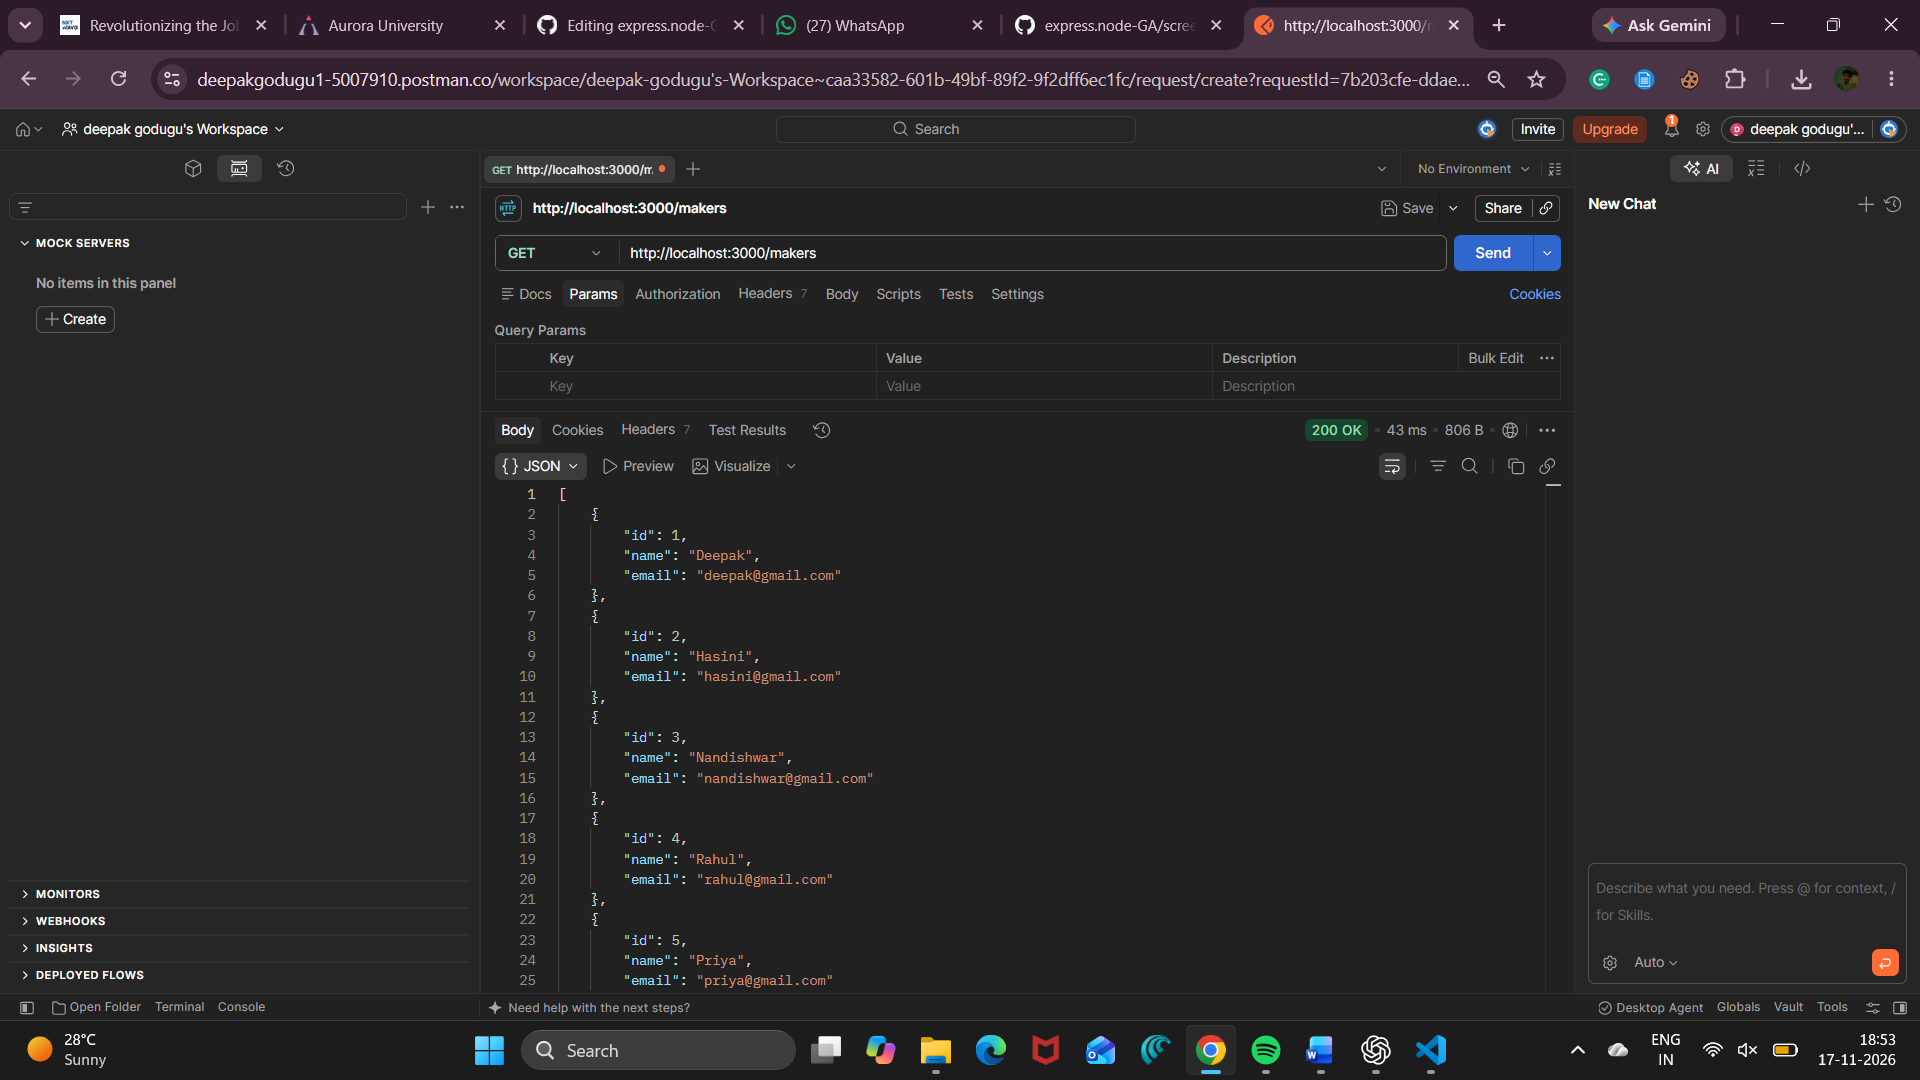 Revolutionizing the Jo
Aurora University
Editing express.node-G
(27) WhatsApp
express.node-GA/scree
http://localhost:3000/m
Ask Gemini
deepakgodugu1-5007910.postman.co/workspace/deepak-godugu's-Workspace~caa33582-601b-49bf-89f2-9f2dff6ec1fc/request/create?requestId=7b203cfe-ddae...
deepak godugu's Workspace
Search
Invite
Upgrade
1
deepak godugu'...
GET http://localhost:3000/m
No Environment
AI
HTTP http://localhost:3000/makers
Save
Share
New Chat
MOCK SERVERS
GET
http://localhost:3000/makers
Send
No items in this panel
Create
Docs
Params
Authorization
Headers 7
Body
Scripts
Tests
Settings
Cookies
Query Params
Key
Value
Description
Bulk Edit
Key
Value
Description
Body
Cookies
Headers 7
Test Results
200 OK
43 ms
806 B
{} JSON
Preview
Visualize
1 [
2 {
3 "id": 1,
4 "name": "Deepak",
5 "email": "deepak@gmail.com"
6 },
7 {
8 "id": 2,
9 "name": "Hasini",
10 "email": "hasini@gmail.com"
11 },
12 {
13 "id": 3,
14 "name": "Nandishwar",
15 "email": "nandishwar@gmail.com"
16 },
17 {
18 "id": 4,
19 "name": "Rahul",
20 "email": "rahul@gmail.com"
21 },
22 {
23 "id": 5,
24 "name": "Priya",
25 "email": "priya@gmail.com"
MONITORS
WEBHOOKS
INSIGHTS
DEPLOYED FLOWS
Describe what you need. Press @ for context, /
for Skills.
Auto
Open Folder
Terminal
Console
Need help with the next steps?
Desktop Agent
Globals
Vault
Tools
28°C
Sunny
Search
ENG
IN
18:53
17-11-2026